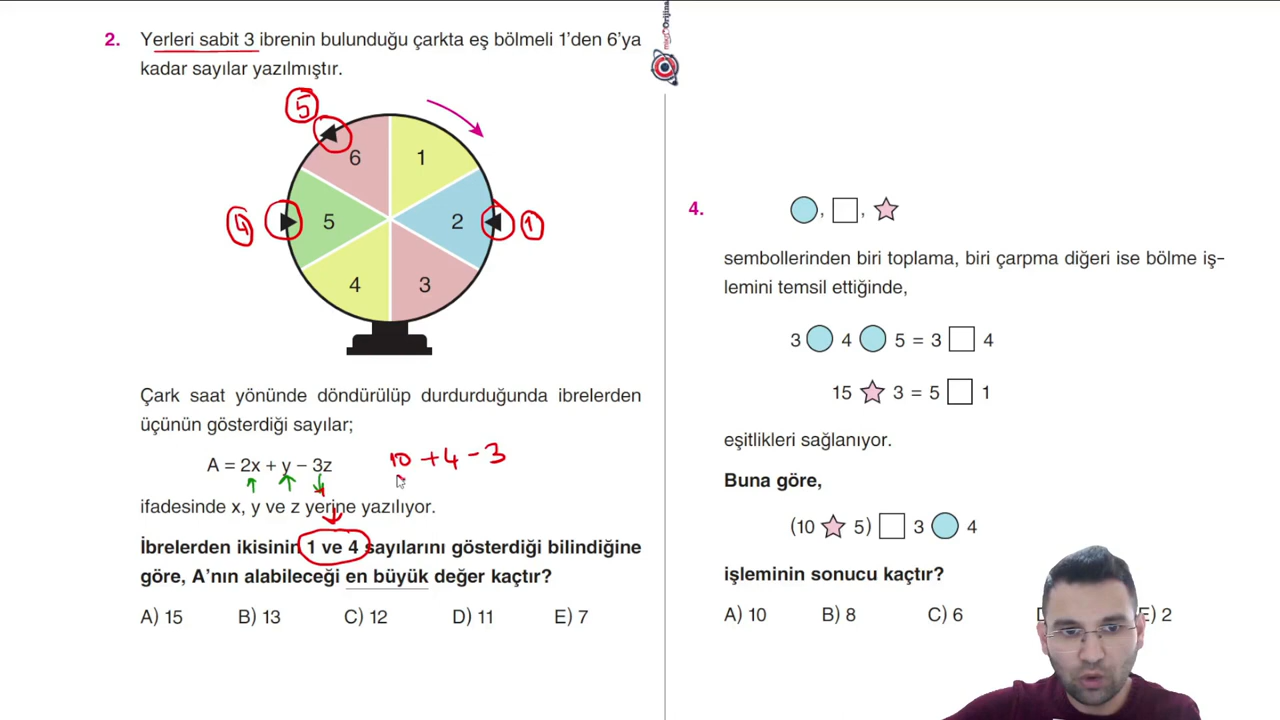 2. Yerleri sabit 3 ibrenin bulunduğu çarkta eş bölmeli 1'den 6'ya
kadar sayılar yazılmıştır.
5
6 1
4 5 2 1
4 3
Çark saat yönünde döndürülüp durdurduğunda ibrelerden
üçünün gösterdiği sayılar;
A = 2x + y − 3z
10 + 4 − 3
ifadesinde x, y ve z yerine yazılıyor.
İbrelerden ikisinin 1 ve 4 sayılarını gösterdiği bilindiğine
göre, A'nın alabileceği en büyük değer kaçtır?
A) 15 B) 13 C) 12 D) 11 E) 7
Orijinal
4. , ,
sembollerinden biri toplama, biri çarpma diğeri ise bölme iş-
lemini temsil ettiğinde,
3 4 5 = 3 4
15 3 = 5 1
eşitlikleri sağlanıyor.
Buna göre,
(10 5) 3 4
işleminin sonucu kaçtır?
A) 10 B) 8 C) 6 E) 2